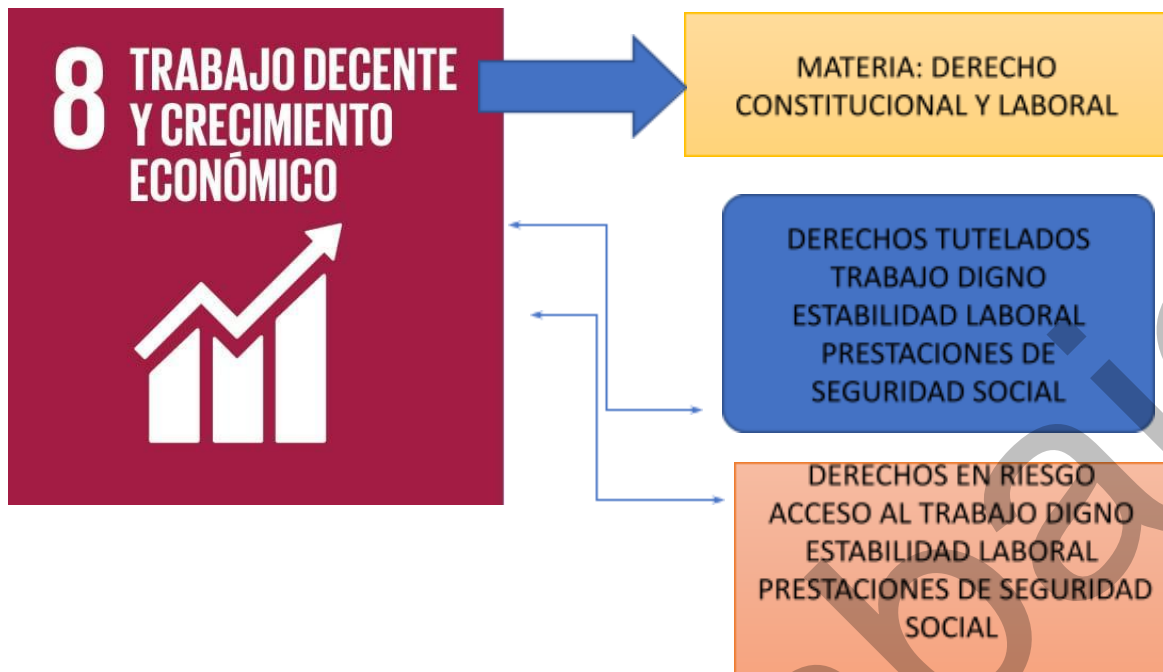 8 TRABAJO DECENTE
Y CRECIMIENTO
ECONÓMICO
MATERIA: DERECHO
CONSTITUCIONAL Y LABORAL
DERECHOS TUTELADOS
TRABAJO DIGNO
ESTABILIDAD LABORAL
PRESTACIONES DE
SEGURIDAD SOCIAL
DERECHOS EN RIESGO
ACCESO AL TRABAJO DIGNO
ESTABILIDAD LABORAL
PRESTACIONES DE SEGURIDAD
SOCIAL